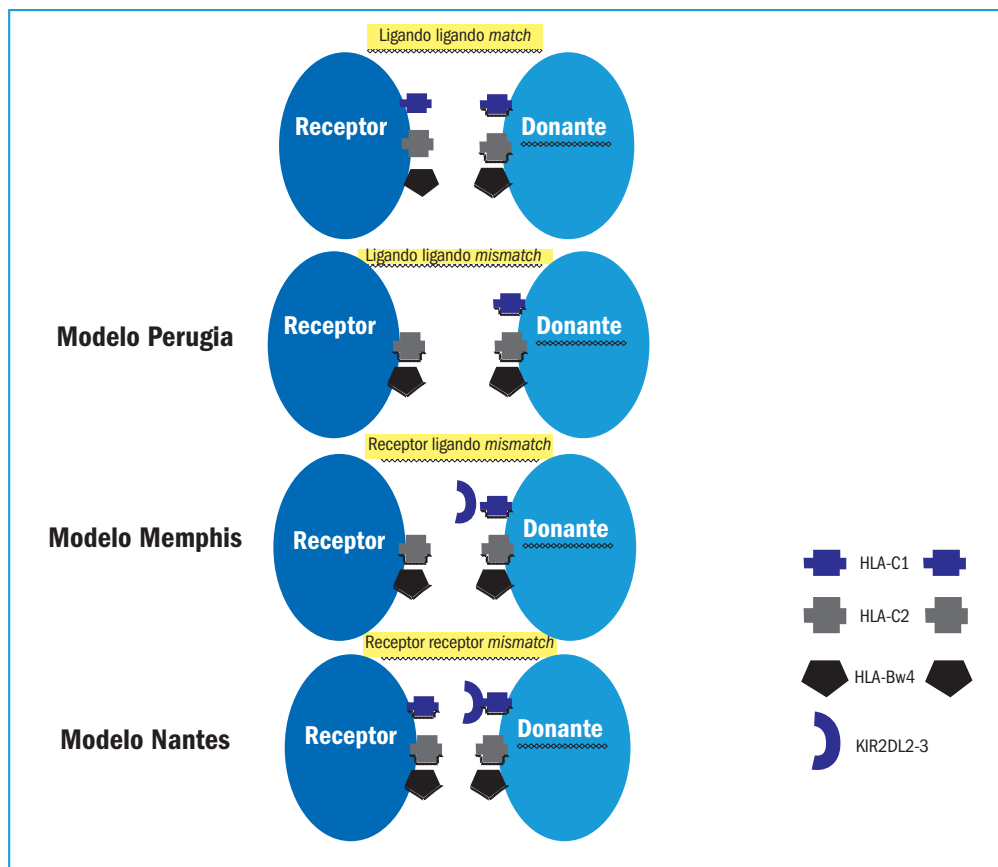 Ligando ligando match
Receptor
Donante
Ligando ligando mismatch
Modelo Perugia
Receptor
Donante
Receptor ligando mismatch
Modelo Memphis
Receptor
Donante
Receptor receptor mismatch
Modelo Nantes
Receptor
Donante
HLA-C1
HLA-C2
HLA-Bw4
KIR2DL2-3